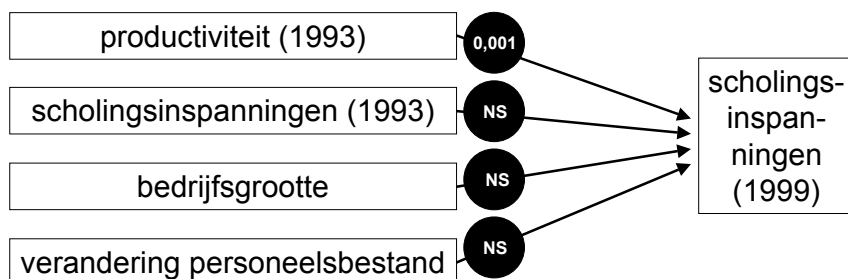 productiviteit (1993)
0,001
scholingsinspanningen (1993)
NS
bedrijfsgrootte
NS
verandering personeelsbestand
NS
scholings-
inspan-
ningen
(1999)